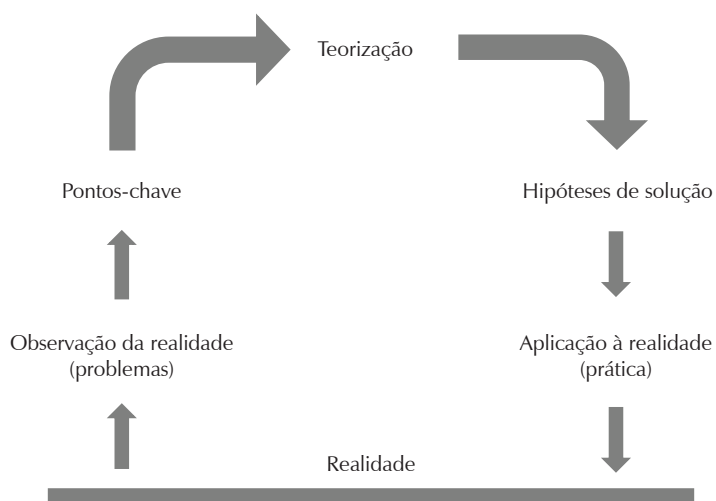 Teorização
Pontos-chave
Hipóteses de solução
Observação da realidade
(problemas)
Aplicação à realidade
(prática)
Realidade